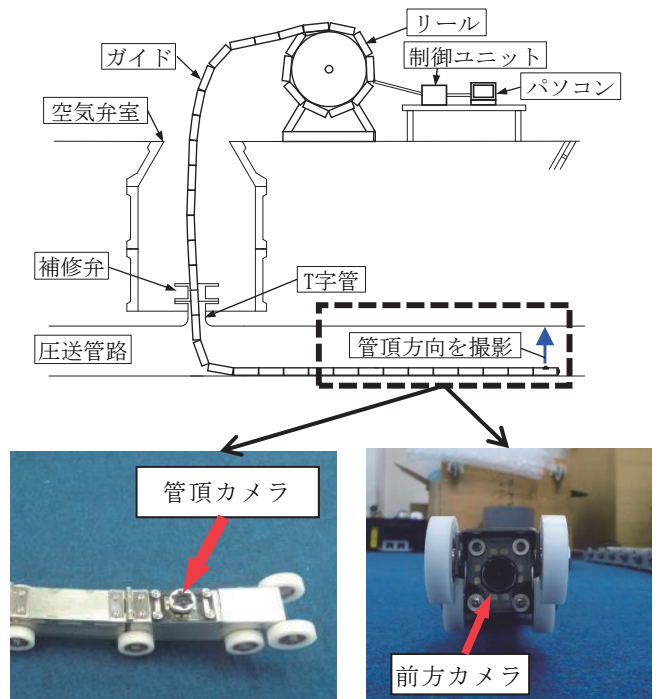 リール
ガイド
制御ユニット
パソコン
空気弁室
補修弁
T字管
圧送管路
管頂方向を撮影
管頂カメラ
前方カメラ